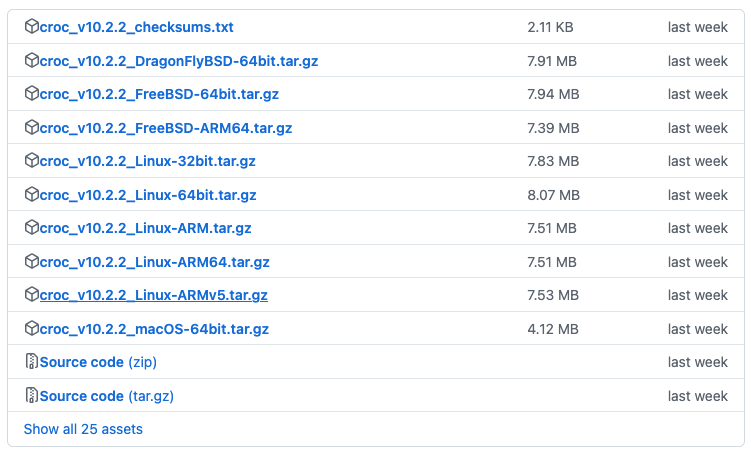 croc_v10.2.2_checksums.txt 2.11 KB last week
croc_v10.2.2_DragonFlyBSD-64bit.tar.gz 7.91 MB last week
croc_v10.2.2_FreeBSD-64bit.tar.gz 7.94 MB last week
croc_v10.2.2_FreeBSD-ARM64.tar.gz 7.39 MB last week
croc_v10.2.2_Linux-32bit.tar.gz 7.83 MB last week
croc_v10.2.2_Linux-64bit.tar.gz 8.07 MB last week
croc_v10.2.2_Linux-ARM.tar.gz 7.51 MB last week
croc_v10.2.2_Linux-ARM64.tar.gz 7.51 MB last week
croc_v10.2.2_Linux-ARMv5.tar.gz 7.53 MB last week
croc_v10.2.2_macOS-64bit.tar.gz 4.12 MB last week
Source code (zip) last week
Source code (tar.gz) last week
Show all 25 assets